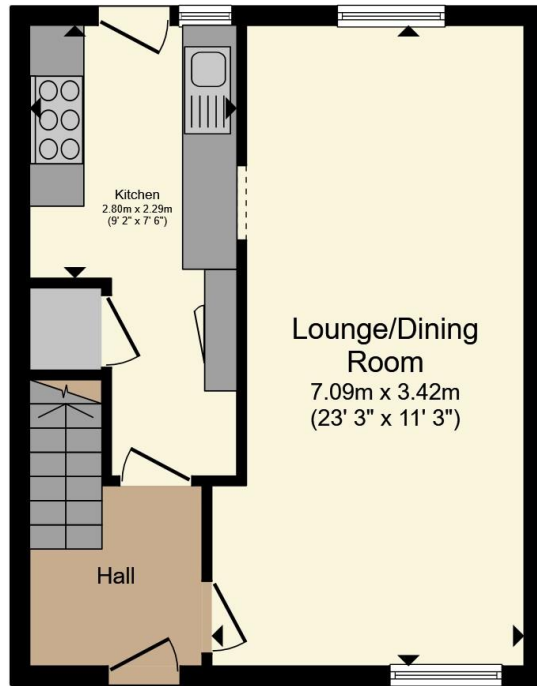 Kitchen
2.80m x 2.29m
(9' 2" x 7' 6")
Lounge/Dining
Room
7.09m x 3.42m
(23' 3" x 11' 3")
Hall